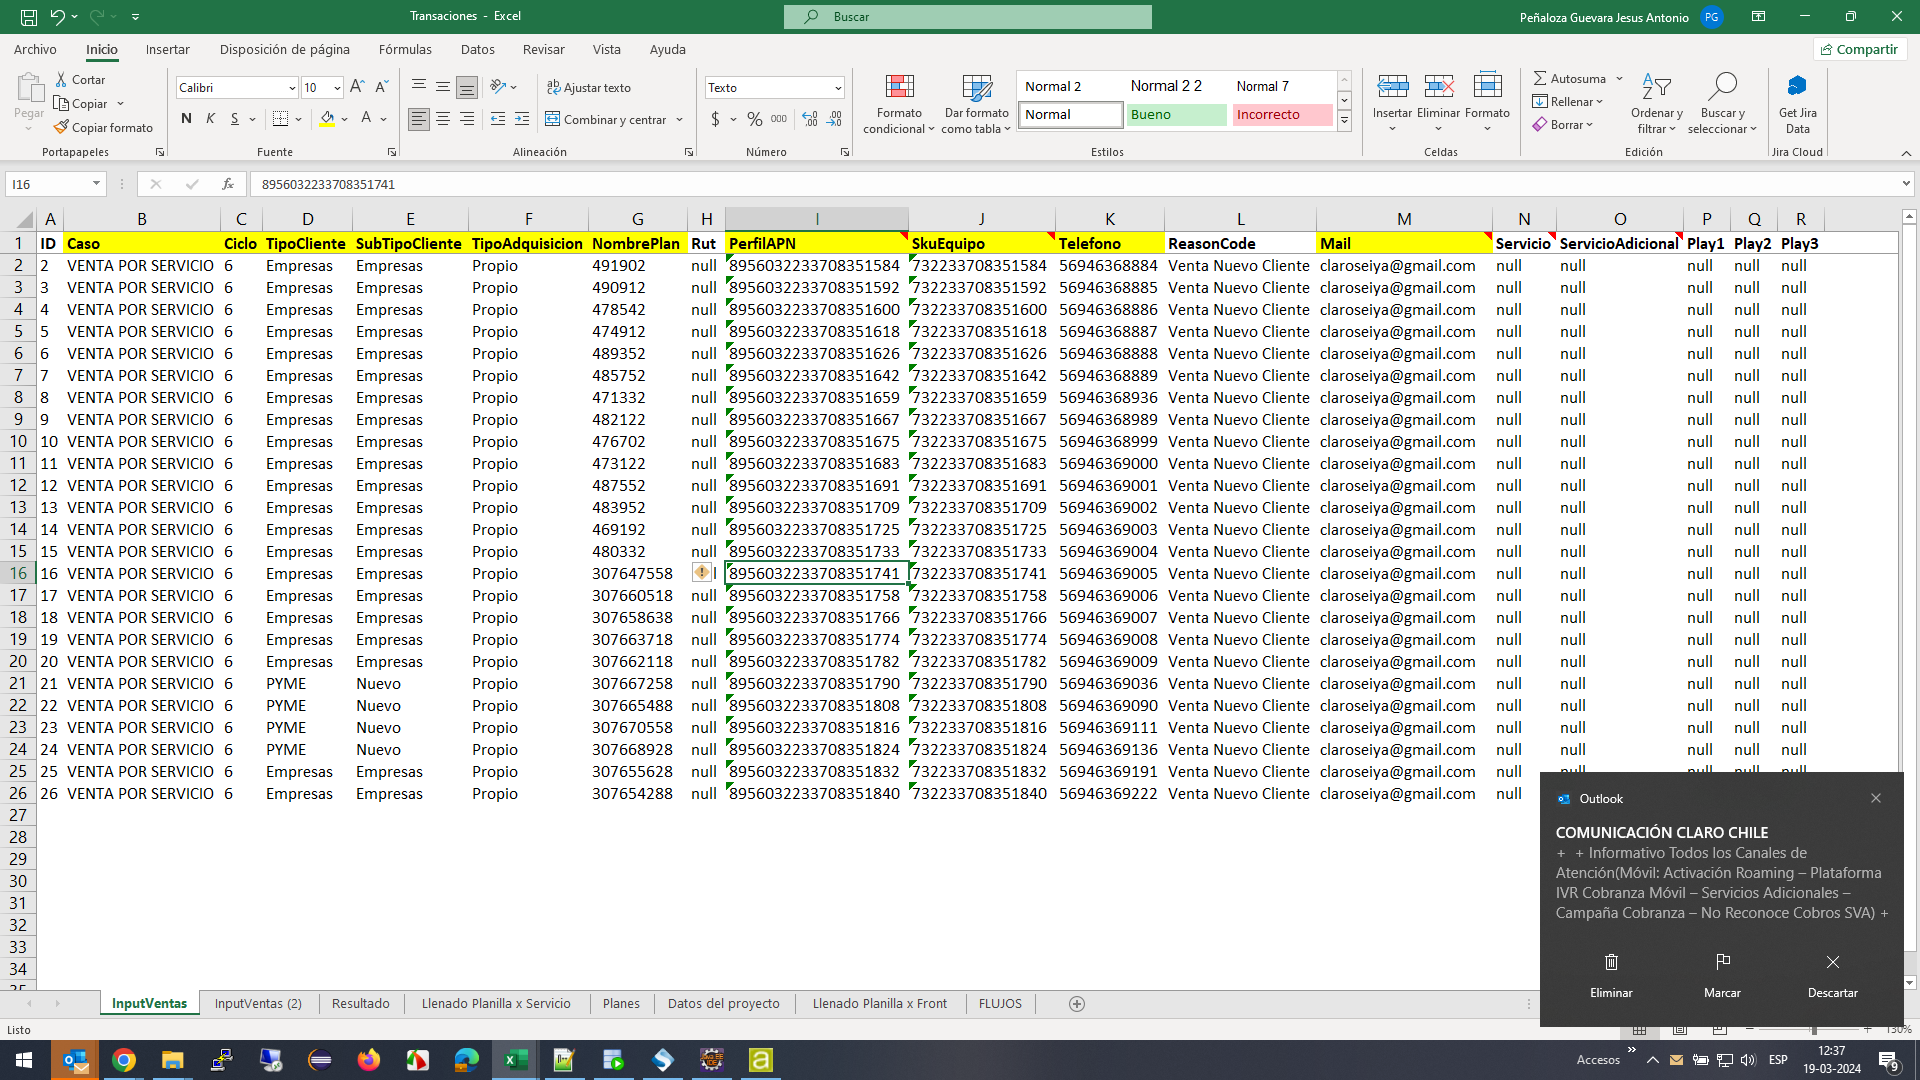 Transaciones - Excel
Buscar
Peñaloza Guevara Jesus Antonio PG
Archivo Inicio Insertar Disposición de página Fórmulas Datos Revisar Vista Ayuda Compartir
Pegar Cortar Copiar Copiar formato
Calibri 10
N K S
Ajustar texto
Combinar y centrar
Texto
$ % 000
Formato condicional
Dar formato como tabla
Normal 2 Normal 2 2 Normal 7
Normal Bueno Incorrecto
Insertar Eliminar Formato
Autosuma
Rellenar
Borrar
Ordenar y filtrar
Buscar y seleccionar
Get Jira Data
Portapapeles Fuente Alineación Número Estilos Celdas Edición Jira Cloud
I16 fx 8956032233708351741
A B C D E F G H I J K L M N O P Q R
1 ID Caso Ciclo TipoCliente SubTipoCliente TipoAdquisicion NombrePlan Rut PerfilAPN SkuEquipo Telefono ReasonCode Mail Servicio ServicioAdicional Play1 Play2 Play3
2 2 VENTA POR SERVICIO 6 Empresas Empresas Propio 491902 null 8956032233708351584 732233708351584 56946368884 Venta Nuevo Cliente claroseiya@gmail.com null null null null null
3 3 VENTA POR SERVICIO 6 Empresas Empresas Propio 490912 null 8956032233708351592 732233708351592 56946368885 Venta Nuevo Cliente claroseiya@gmail.com null null null null null
4 4 VENTA POR SERVICIO 6 Empresas Empresas Propio 478542 null 8956032233708351600 732233708351600 56946368886 Venta Nuevo Cliente claroseiya@gmail.com null null null null null
5 5 VENTA POR SERVICIO 6 Empresas Empresas Propio 474912 null 8956032233708351618 732233708351618 56946368887 Venta Nuevo Cliente claroseiya@gmail.com null null null null null
6 6 VENTA POR SERVICIO 6 Empresas Empresas Propio 489352 null 8956032233708351626 732233708351626 56946368888 Venta Nuevo Cliente claroseiya@gmail.com null null null null null
7 7 VENTA POR SERVICIO 6 Empresas Empresas Propio 485752 null 8956032233708351642 732233708351642 56946368889 Venta Nuevo Cliente claroseiya@gmail.com null null null null null
8 8 VENTA POR SERVICIO 6 Empresas Empresas Propio 471332 null 8956032233708351659 732233708351659 56946368936 Venta Nuevo Cliente claroseiya@gmail.com null null null null null
9 9 VENTA POR SERVICIO 6 Empresas Empresas Propio 482122 null 8956032233708351667 732233708351667 56946368989 Venta Nuevo Cliente claroseiya@gmail.com null null null null null
10 10 VENTA POR SERVICIO 6 Empresas Empresas Propio 476702 null 8956032233708351675 732233708351675 56946368999 Venta Nuevo Cliente claroseiya@gmail.com null null null null null
11 11 VENTA POR SERVICIO 6 Empresas Empresas Propio 473122 null 8956032233708351683 732233708351683 56946369000 Venta Nuevo Cliente claroseiya@gmail.com null null null null null
12 12 VENTA POR SERVICIO 6 Empresas Empresas Propio 487552 null 8956032233708351691 732233708351691 56946369001 Venta Nuevo Cliente claroseiya@gmail.com null null null null null
13 13 VENTA POR SERVICIO 6 Empresas Empresas Propio 483952 null 8956032233708351709 732233708351709 56946369002 Venta Nuevo Cliente claroseiya@gmail.com null null null null null
14 14 VENTA POR SERVICIO 6 Empresas Empresas Propio 469192 null 8956032233708351725 732233708351725 56946369003 Venta Nuevo Cliente claroseiya@gmail.com null null null null null
15 15 VENTA POR SERVICIO 6 Empresas Empresas Propio 480332 null 8956032233708351733 732233708351733 56946369004 Venta Nuevo Cliente claroseiya@gmail.com null null null null null
16 16 VENTA POR SERVICIO 6 Empresas Empresas Propio 307647558 8956032233708351741 732233708351741 56946369005 Venta Nuevo Cliente claroseiya@gmail.com null null null null null
17 17 VENTA POR SERVICIO 6 Empresas Empresas Propio 307660518 null 8956032233708351758 732233708351758 56946369006 Venta Nuevo Cliente claroseiya@gmail.com null null null null null
18 18 VENTA POR SERVICIO 6 Empresas Empresas Propio 307658638 null 8956032233708351766 732233708351766 56946369007 Venta Nuevo Cliente claroseiya@gmail.com null null null null null
19 19 VENTA POR SERVICIO 6 Empresas Empresas Propio 307663718 null 8956032233708351774 732233708351774 56946369008 Venta Nuevo Cliente claroseiya@gmail.com null null null null null
20 20 VENTA POR SERVICIO 6 Empresas Empresas Propio 307662118 null 8956032233708351782 732233708351782 56946369009 Venta Nuevo Cliente claroseiya@gmail.com null null null null null
21 21 VENTA POR SERVICIO 6 PYME Nuevo Propio 307667258 null 8956032233708351790 732233708351790 56946369036 Venta Nuevo Cliente claroseiya@gmail.com null null null null null
22 22 VENTA POR SERVICIO 6 PYME Nuevo Propio 307665488 null 8956032233708351808 732233708351808 56946369090 Venta Nuevo Cliente claroseiya@gmail.com null null null null null
23 23 VENTA POR SERVICIO 6 PYME Nuevo Propio 307670558 null 8956032233708351816 732233708351816 56946369111 Venta Nuevo Cliente claroseiya@gmail.com null null null null null
24 24 VENTA POR SERVICIO 6 PYME Nuevo Propio 307668928 null 8956032233708351824 732233708351824 56946369136 Venta Nuevo Cliente claroseiya@gmail.com null null null null null
25 25 VENTA POR SERVICIO 6 Empresas Empresas Propio 307655628 null 8956032233708351832 732233708351832 56946369191 Venta Nuevo Cliente claroseiya@gmail.com null null null null null
26 26 VENTA POR SERVICIO 6 Empresas Empresas Propio 307654288 null 8956032233708351840 732233708351840 56946369222 Venta Nuevo Cliente claroseiya@gmail.com null
27
28
29
30
31
32
33
34
35
Outlook
COMUNICACIÓN CLARO CHILE
+ + Informativo Todos los Canales de
Atención(Móvil: Activación Roaming – Plataforma
IVR Cobranza Móvil – Servicios Adicionales –
Campaña Cobranza – No Reconoce Cobros SVA) +
Eliminar Marcar Descartar
InputVentas InputVentas (2) Resultado Llenado Planilla x Servicio Planes Datos del proyecto Llenado Planilla x Front FLUJOS
Listo 130%
Accesos » ESP 12:37
19-03-2024 9